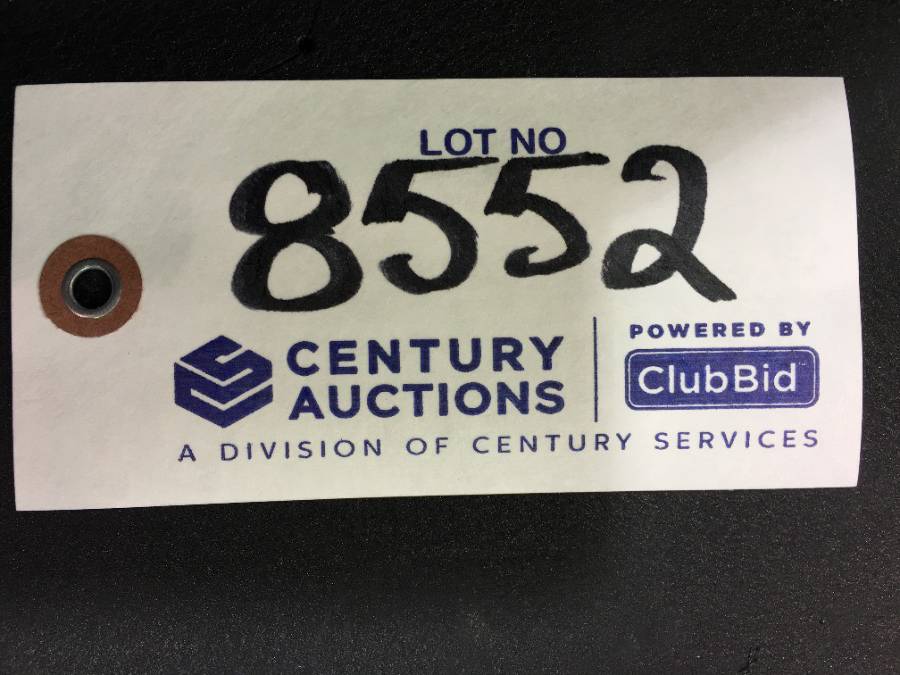 LOT NO
8552
CENTURY
AUCTIONS
POWERED BY
ClubBid
A DIVISION OF CENTURY SERVICES